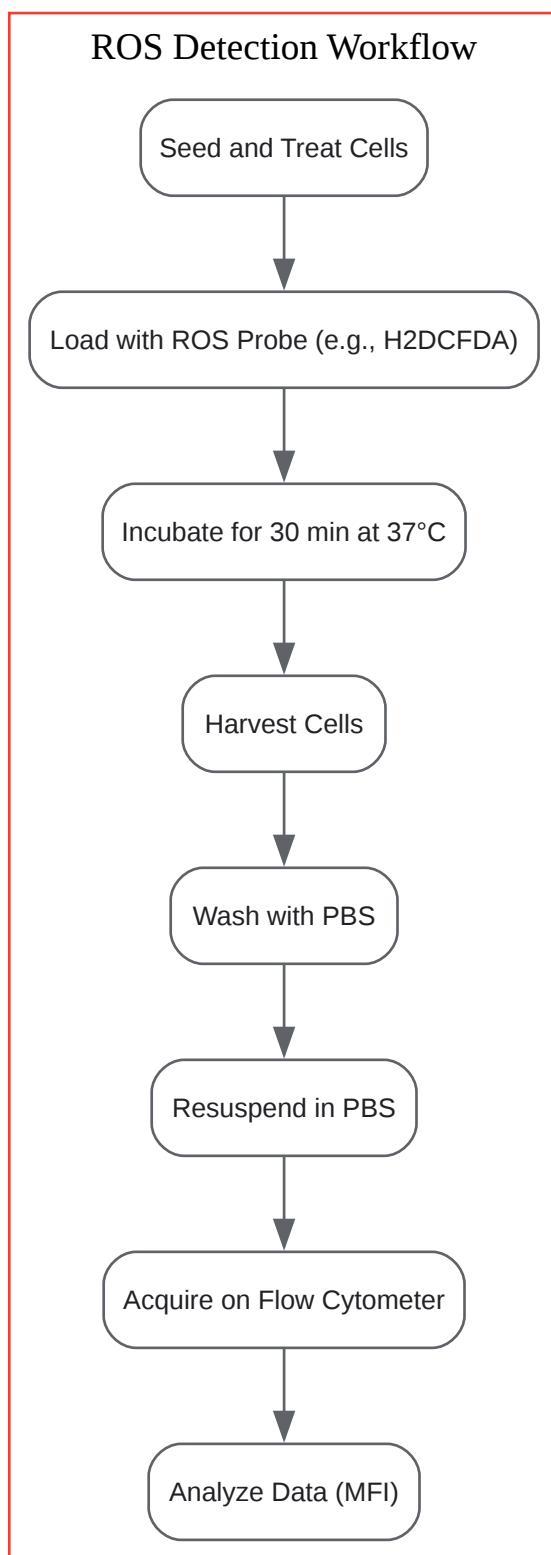 ROS Detection Workflow
Seed and Treat Cells
Load with ROS Probe (e.g., H2DCFDA)
Incubate for 30 min at 37°C
Harvest Cells
Wash with PBS
Resuspend in PBS
Acquire on Flow Cytometer
Analyze Data (MFI)